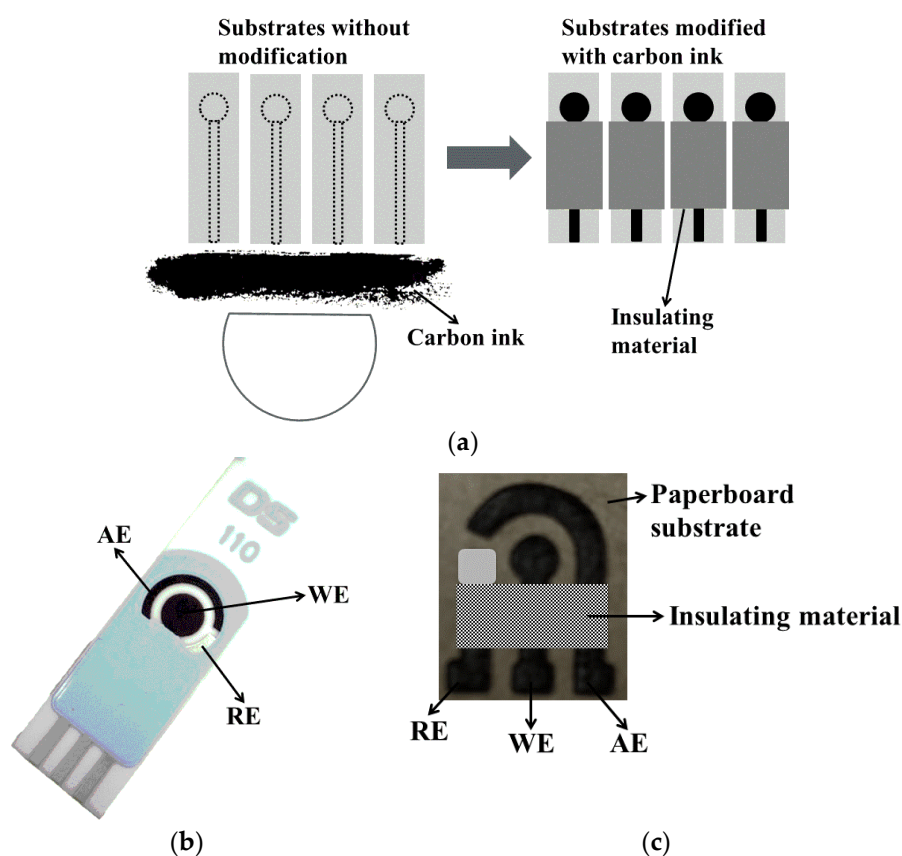 Substrates without
modification
Substrates modified
with carbon ink
Carbon ink
Insulating
material
(a)
DS
110
AE
WE
RE
(b)
Paperboard
substrate
Insulating material
RE
WE
AE
(c)